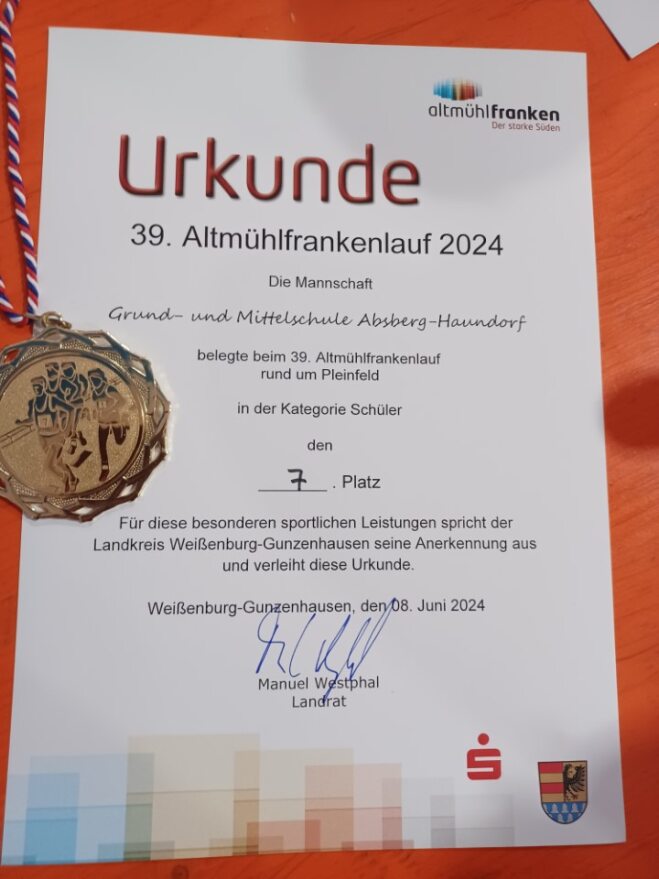 altmühlfranken
Der starke Süden
Urkunde
39. Altmühlfrankenlauf 2024
Die Mannschaft
Grund- und Mittelschule Absberg-Haundorf
belegte beim 39. Altmühlfrankenlauf
rund um Pleinfeld
in der Kategorie Schüler
den
7 . Platz
Für diese besonderen sportlichen Leistungen spricht der
Landkreis Weißenburg-Gunzenhausen seine Anerkennung aus
und verleiht diese Urkunde.
Weißenburg-Gunzenhausen, den 08. Juni 2024
Manuel Westphal
Landrat